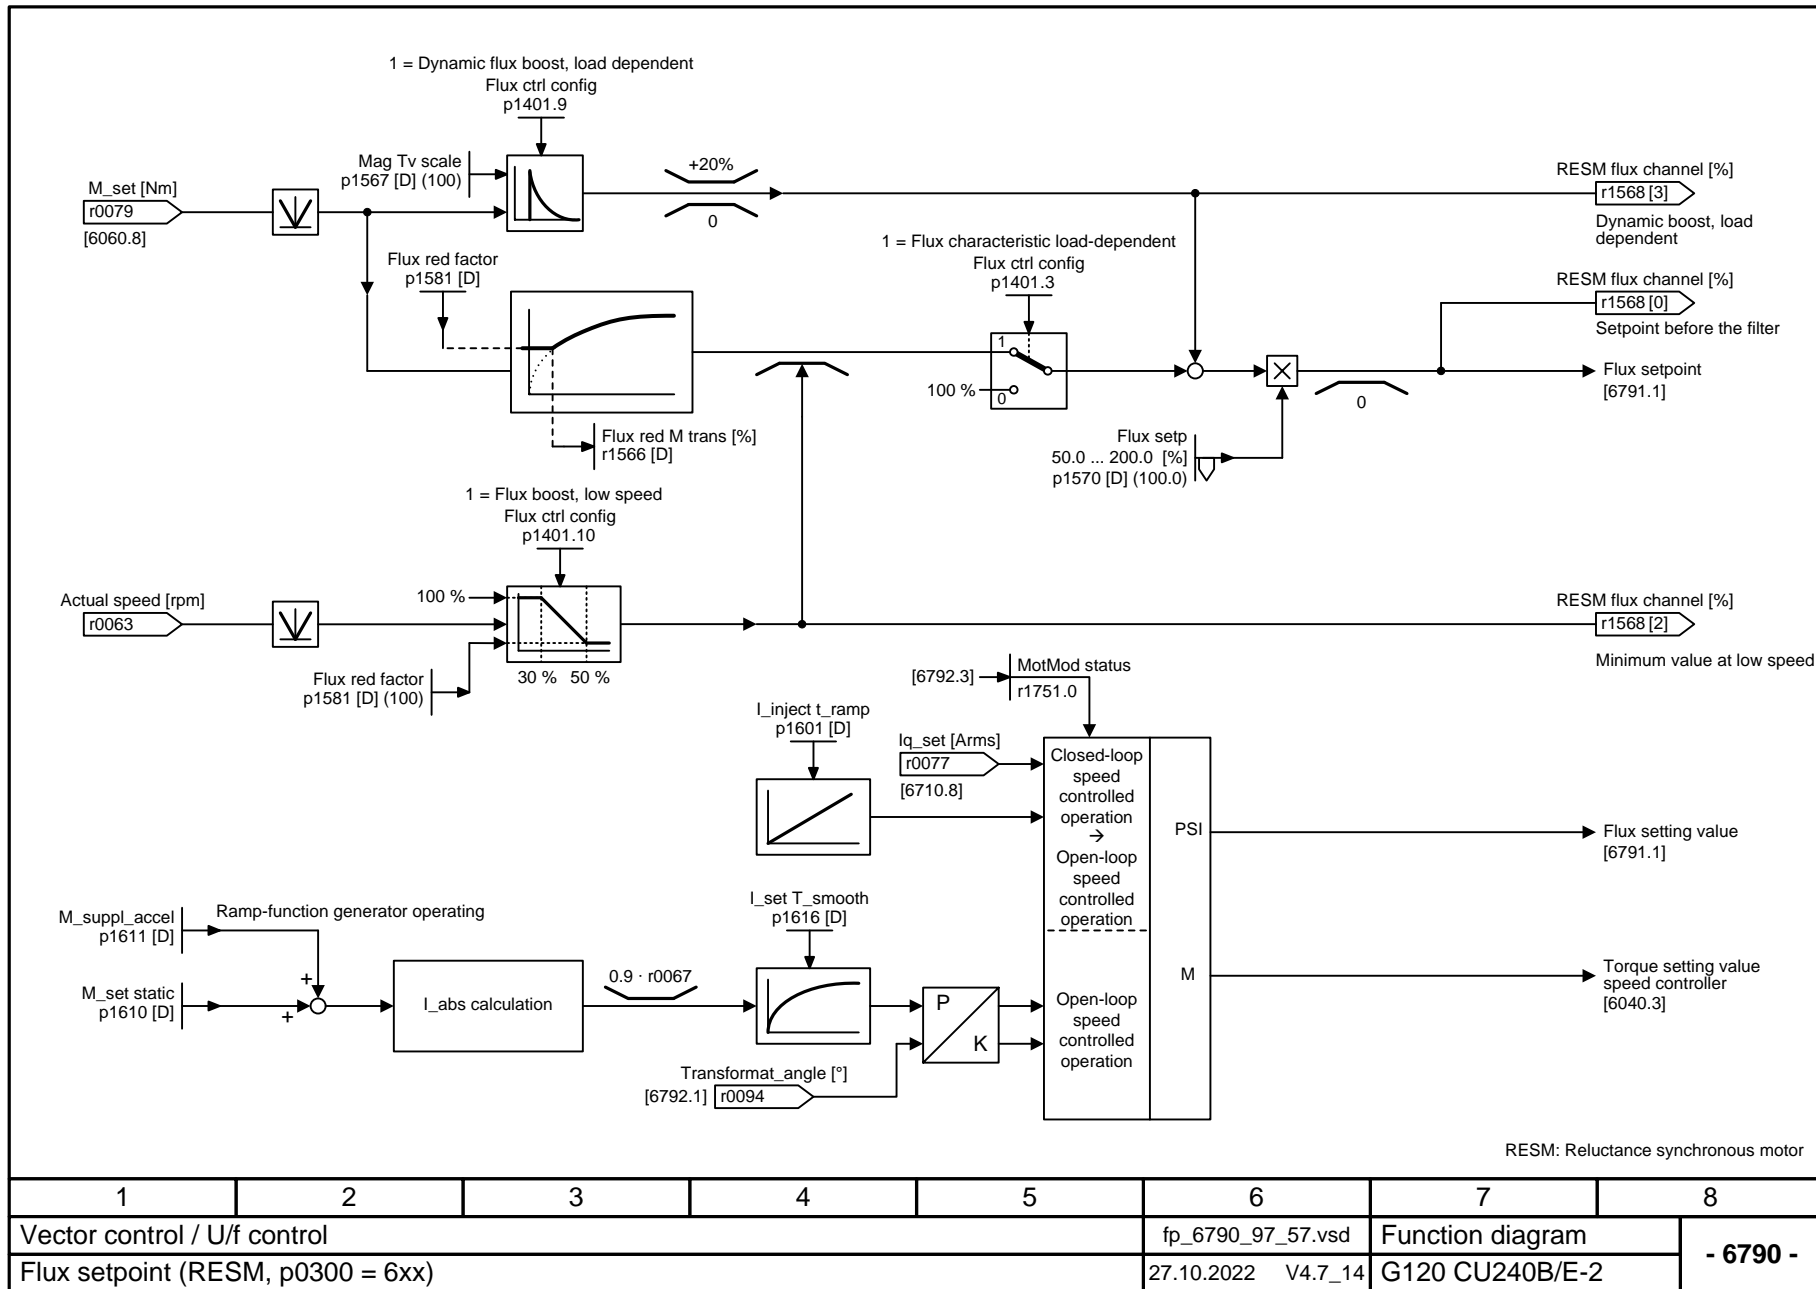 1 = Dynamic flux boost, load dependent
Flux ctrl config
p1401.9
Mag Tv scale
p1567 [D] (100)
+20%
0
M_set [Nm]
r0079
[6060.8]
RESM flux channel [%]
r1568 [3]
Dynamic boost, load
dependent
Flux red factor
p1581 [D]
1 = Flux characteristic load-dependent
Flux ctrl config
p1401.3
RESM flux channel [%]
r1568 [0]
Setpoint before the filter
1
100 %
0
0
Flux setpoint
[6791.1]
Flux red M trans [%]
r1566 [D]
Flux setp
50.0 ... 200.0 [%]
p1570 [D] (100.0)
1 = Flux boost, low speed
Flux ctrl config
p1401.10
Actual speed [rpm]
r0063
100 %
30 % 50 %
Flux red factor
p1581 [D] (100)
RESM flux channel [%]
r1568 [2]
Minimum value at low speed
[6792.3]
MotMod status
r1751.0
I_inject t_ramp
p1601 [D]
Iq_set [Arms]
r0077
[6710.8]
Closed-loop
speed
controlled
operation
→
Open-loop
speed
controlled
operation
PSI
Flux setting value
[6791.1]
M_suppl_accel
p1611 [D]
Ramp-function generator operating
I_set T_smooth
p1616 [D]
M_set static
p1610 [D]
+
+
I_abs calculation
0.9 · r0067
P
K
Open-loop
speed
controlled
operation
M
Torque setting value
speed controller
[6040.3]
Transformat_angle [°]
[6792.1]
r0094
RESM: Reluctance synchronous motor
1 2 3 4 5 6 7 8
Vector control / U/f control
fp_6790_97_57.vsd
Function diagram
- 6790 -
Flux setpoint (RESM, p0300 = 6xx)
27.10.2022 V4.7_14
G120 CU240B/E-2